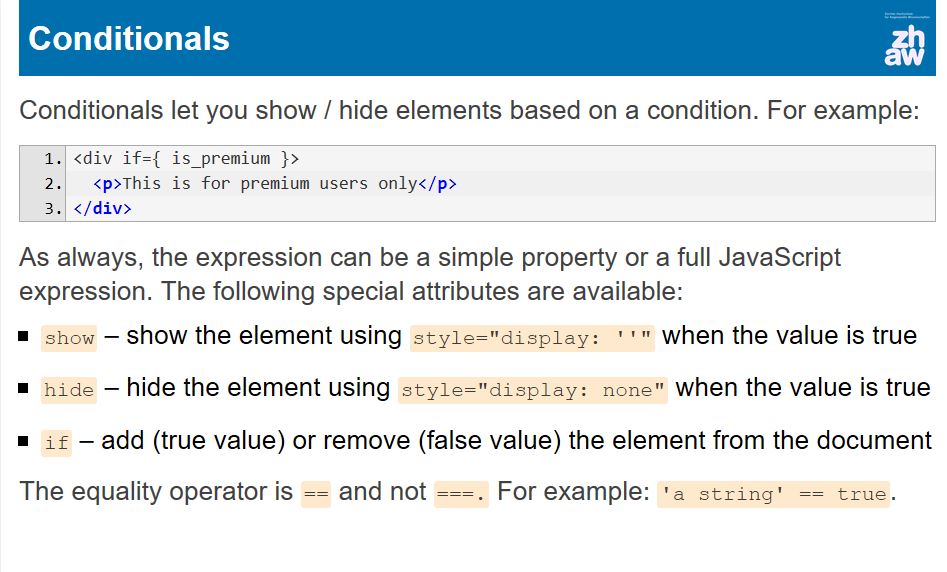 Conditionals
zh
aw
Conditionals let you show / hide elements based on a condition. For example:
1. <div if={ is_premium }>
2. <p>This is for premium users only</p>
3. </div>
As always, the expression can be a simple property or a full JavaScript
expression. The following special attributes are available:
▪ show – show the element using style="display: ''" when the value is true
▪ hide – hide the element using style="display: none" when the value is true
▪ if – add (true value) or remove (false value) the element from the document
The equality operator is == and not ===. For example: 'a string' == true.